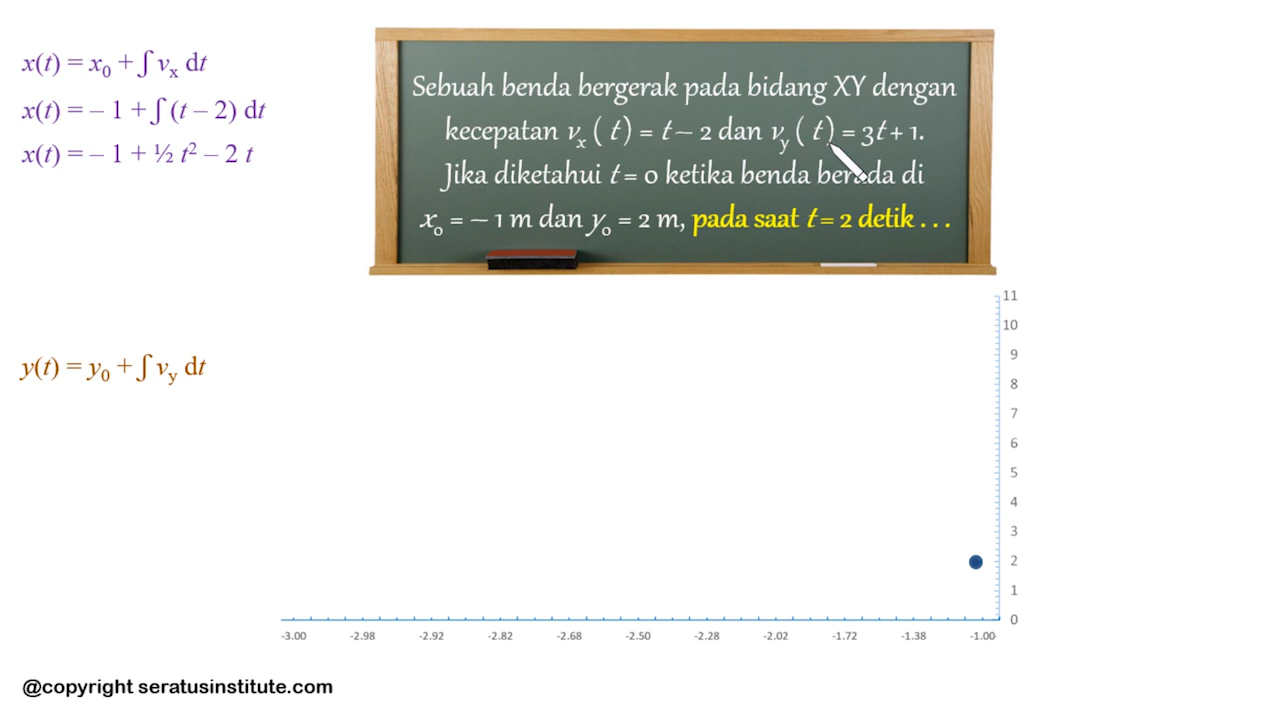 x(t) = x₀ + ∫ vₓ dt
x(t) = – 1 + ∫ (t – 2) dt
x(t) = – 1 + ½ t² – 2 t
Sebuah benda bergerak pada bidang XY dengan
kecepatan vₓ ( t ) = t – 2 dan v_y ( t ) = 3t + 1.
Jika diketahui t = 0 ketika benda berada di
x₀ = – 1 m dan y₀ = 2 m, pada saat t = 2 detik . . .
y(t) = y₀ + ∫ v_y dt
11
10
9
8
7
6
5
4
3
2
1
0
-3.00 -2.98 -2.92 -2.82 -2.68 -2.50 -2.28 -2.02 -1.72 -1.38 -1.00
@copyright seratusinstitute.com